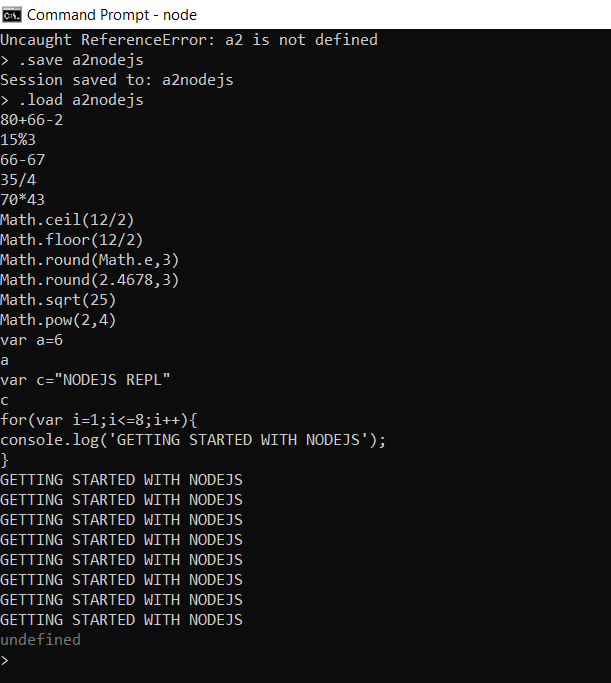 Command Prompt - node
Uncaught ReferenceError: a2 is not defined
> .save a2nodejs
Session saved to: a2nodejs
> .load a2nodejs
80+66-2
15%3
66-67
35/4
70*43
Math.ceil(12/2)
Math.floor(12/2)
Math.round(Math.e,3)
Math.round(2.4678,3)
Math.sqrt(25)
Math.pow(2,4)
var a=6
a
var c="NODEJS REPL"
c
for(var i=1;i<=8;i++){
console.log('GETTING STARTED WITH NODEJS');
}
GETTING STARTED WITH NODEJS
GETTING STARTED WITH NODEJS
GETTING STARTED WITH NODEJS
GETTING STARTED WITH NODEJS
GETTING STARTED WITH NODEJS
GETTING STARTED WITH NODEJS
GETTING STARTED WITH NODEJS
GETTING STARTED WITH NODEJS
undefined
>